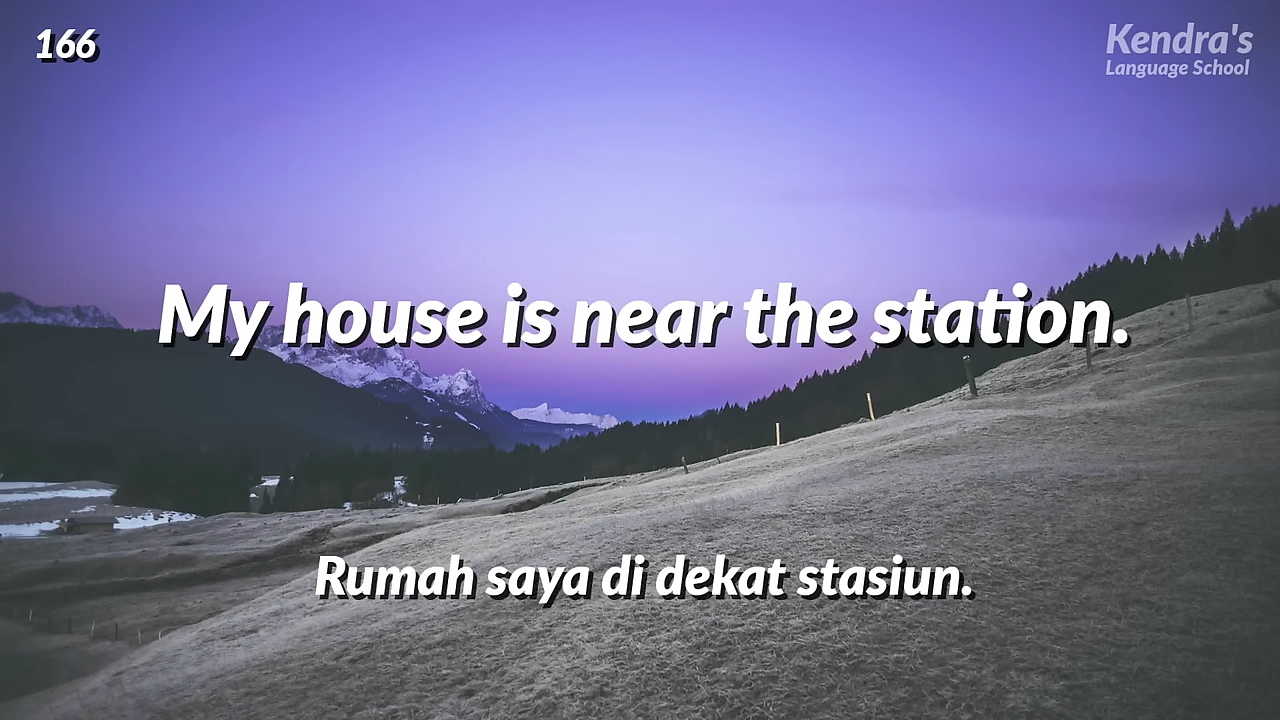 166
Kendra's
Language School
My house is near the station.
Rumah saya di dekat stasiun.